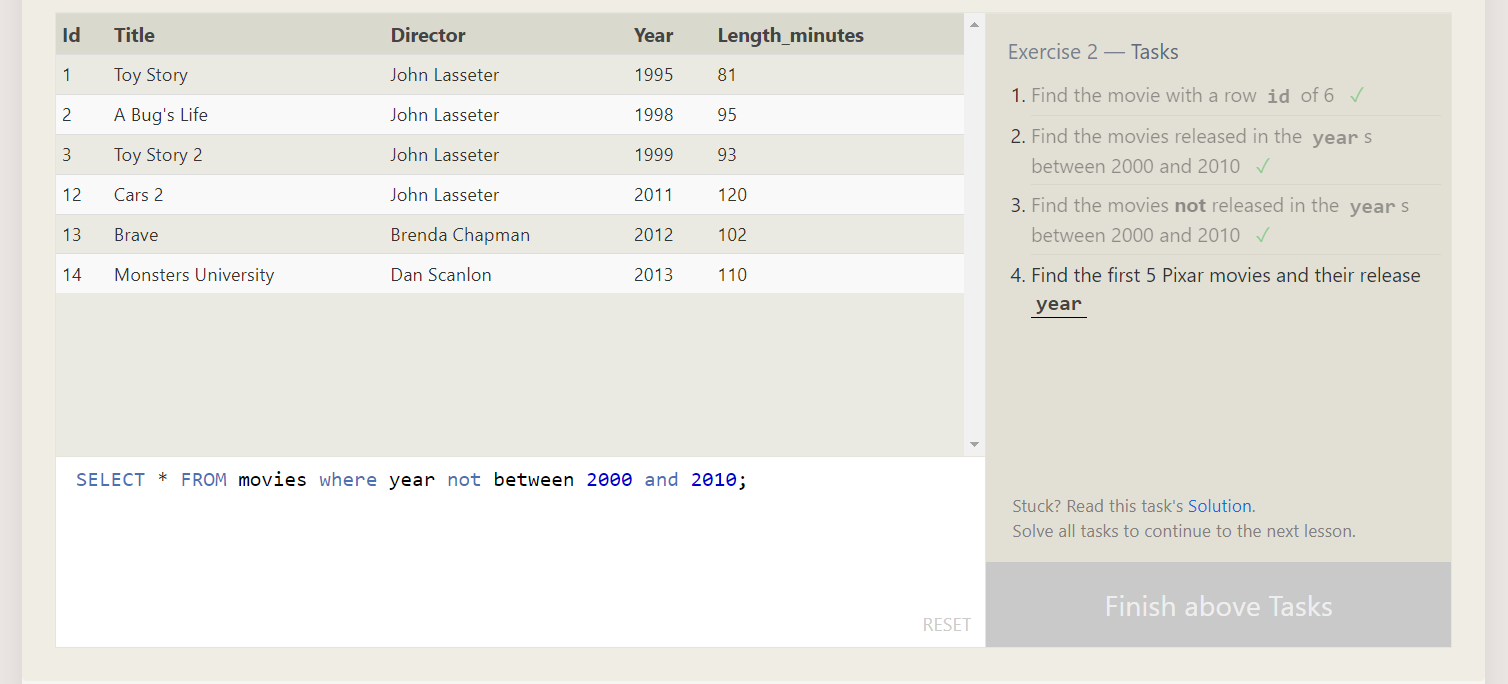 Id Title Director Year Length_minutes
1 Toy Story John Lasseter 1995 81
2 A Bug's Life John Lasseter 1998 95
3 Toy Story 2 John Lasseter 1999 93
12 Cars 2 John Lasseter 2011 120
13 Brave Brenda Chapman 2012 102
14 Monsters University Dan Scanlon 2013 110
SELECT * FROM movies where year not between 2000 and 2010;
RESET
Exercise 2 — Tasks
1. Find the movie with a row id of 6 ✓
2. Find the movies released in the year s
between 2000 and 2010 ✓
3. Find the movies not released in the year s
between 2000 and 2010 ✓
4. Find the first 5 Pixar movies and their release
year
Stuck? Read this task's Solution.
Solve all tasks to continue to the next lesson.
Finish above Tasks